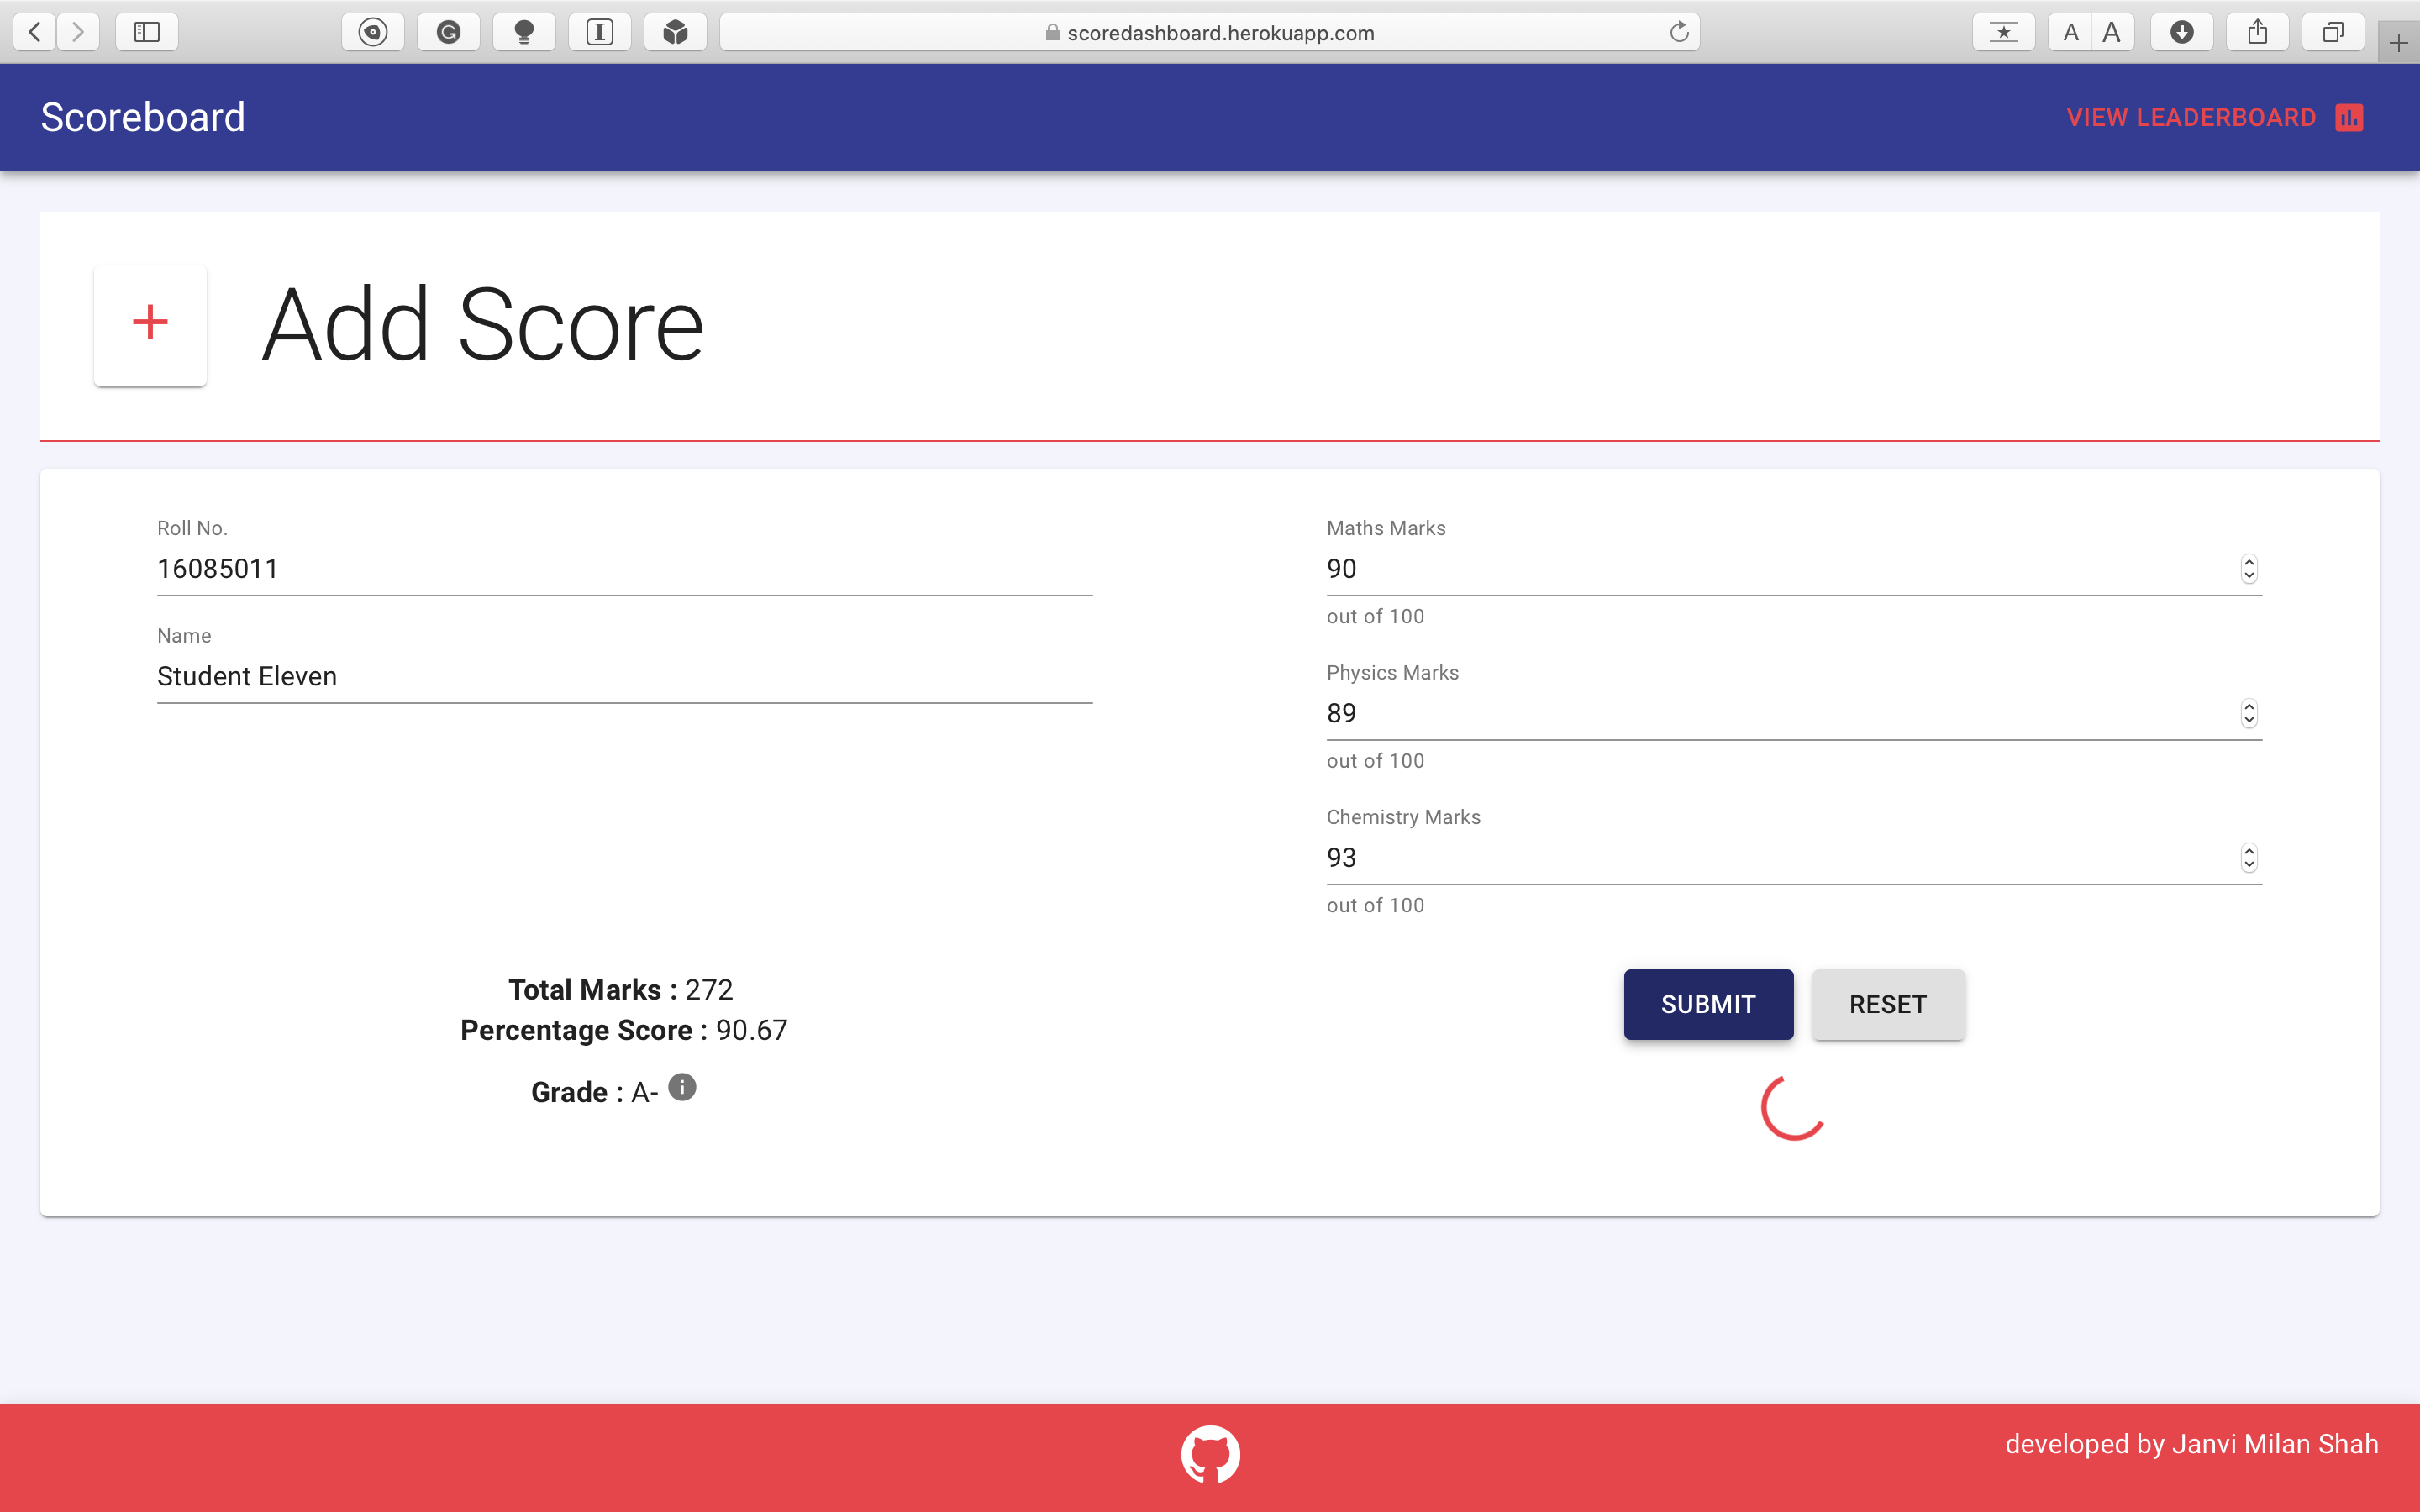 scoredashboard.herokuapp.com
A A
Scoreboard
VIEW LEADERBOARD
Add Score
Roll No.
16085011
Name
Student Eleven
Maths Marks
90
out of 100
Physics Marks
89
out of 100
Chemistry Marks
93
out of 100
Total Marks : 272
Percentage Score : 90.67
Grade : A-
SUBMIT
RESET
developed by Janvi Milan Shah